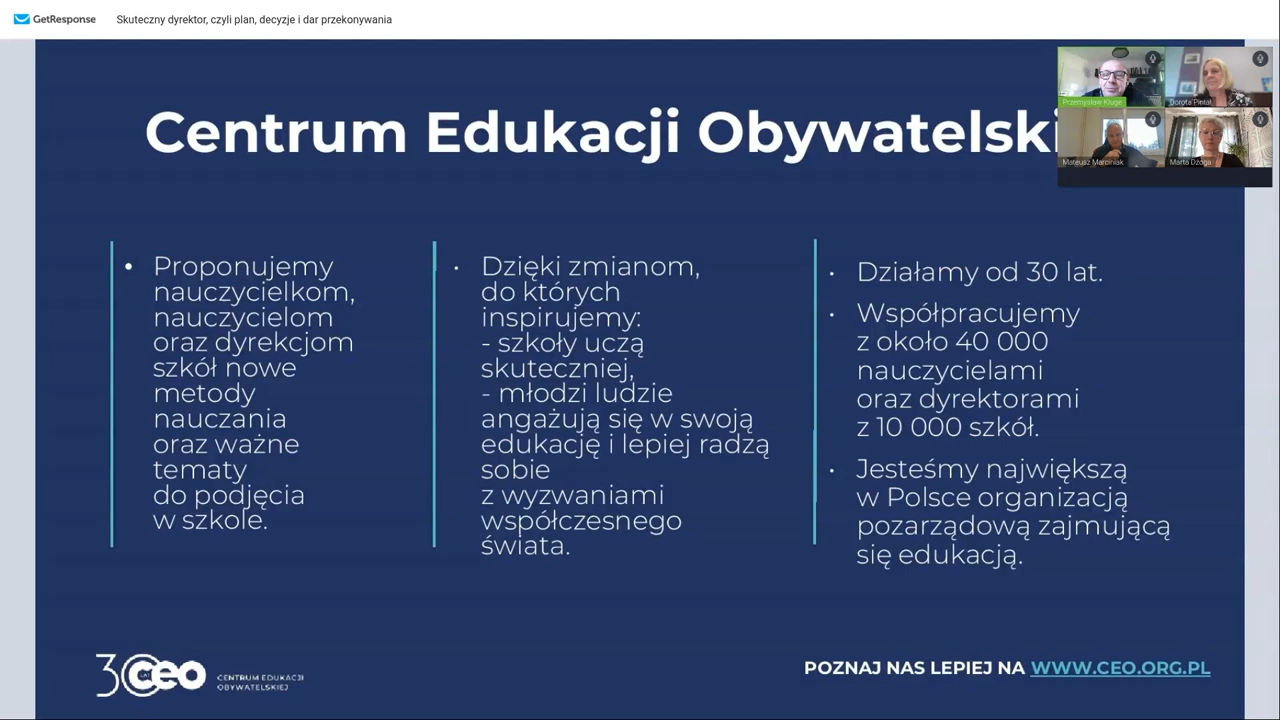 GetResponse
Skuteczny dyrektor, czyli plan, decyzje i dar przekonywania
Centrum Edukacji Obywatelski
Przemysław Kluge
Dorota Pintal
Mateusz Marciniak
Marta Dżoga
• Proponujemy
nauczycielkom,
nauczycielom
oraz dyrekcjom
szkół nowe
metody
nauczania
oraz ważne
tematy
do podjęcia
w szkole.
• Dzięki zmianom,
do których
inspirujemy:
- szkoły uczą
skuteczniej,
- młodzi ludzie
angażują się w swoją
edukację i lepiej radzą
sobie
z wyzwaniami
współczesnego
świata.
• Działamy od 30 lat.
• Współpracujemy
z około 40 000
nauczycielami
oraz dyrektorami
z 10 000 szkół.
• Jesteśmy największą
w Polsce organizacją
pozarządową zajmującą
się edukacją.
30 ceo
CENTRUM EDUKACJI
OBYWATELSKIEJ
POZNAJ NAS LEPIEJ NA WWW.CEO.ORG.PL